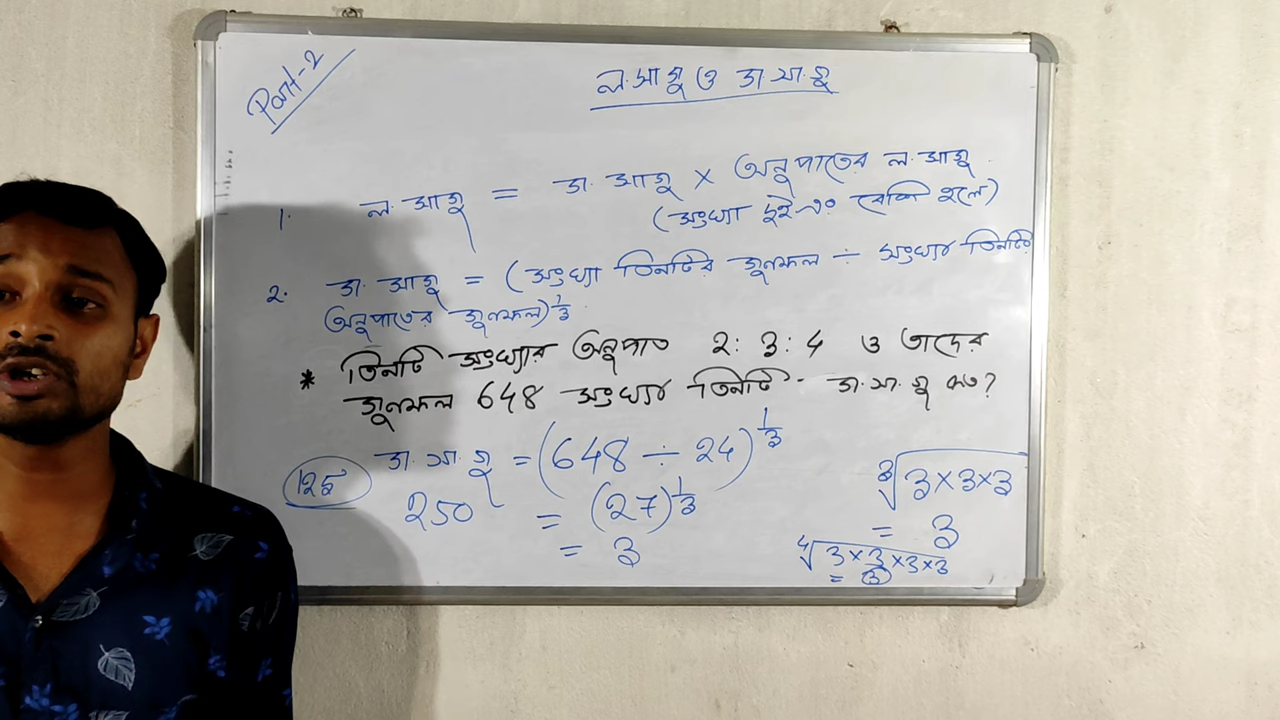 Part-2
ল.সা.গু ও গ.সা.গু
1. ল.সাগু = গ.সাগু × অনুপাতের ল.সাগু
(সংখ্যা দুই-এর বেশি হলে)
2. গ.সাগু = (সংখ্যা তিনটির গুণফল ÷ সংখ্যার তিনটির
অনুপাতের গুণফল)^1/3
* তিনটি সংখ্যার অনুপাত 2:3:4 ও তাদের
গুণফল 648 সংখ্যার তিনটি গ.সা.গু কত?
গ.সা.গু = (648 ÷ 24)^1/3
125
250
= (27)^1/3
= 3
∛3×3×3
= 3
∜3×3×3×3
= 3